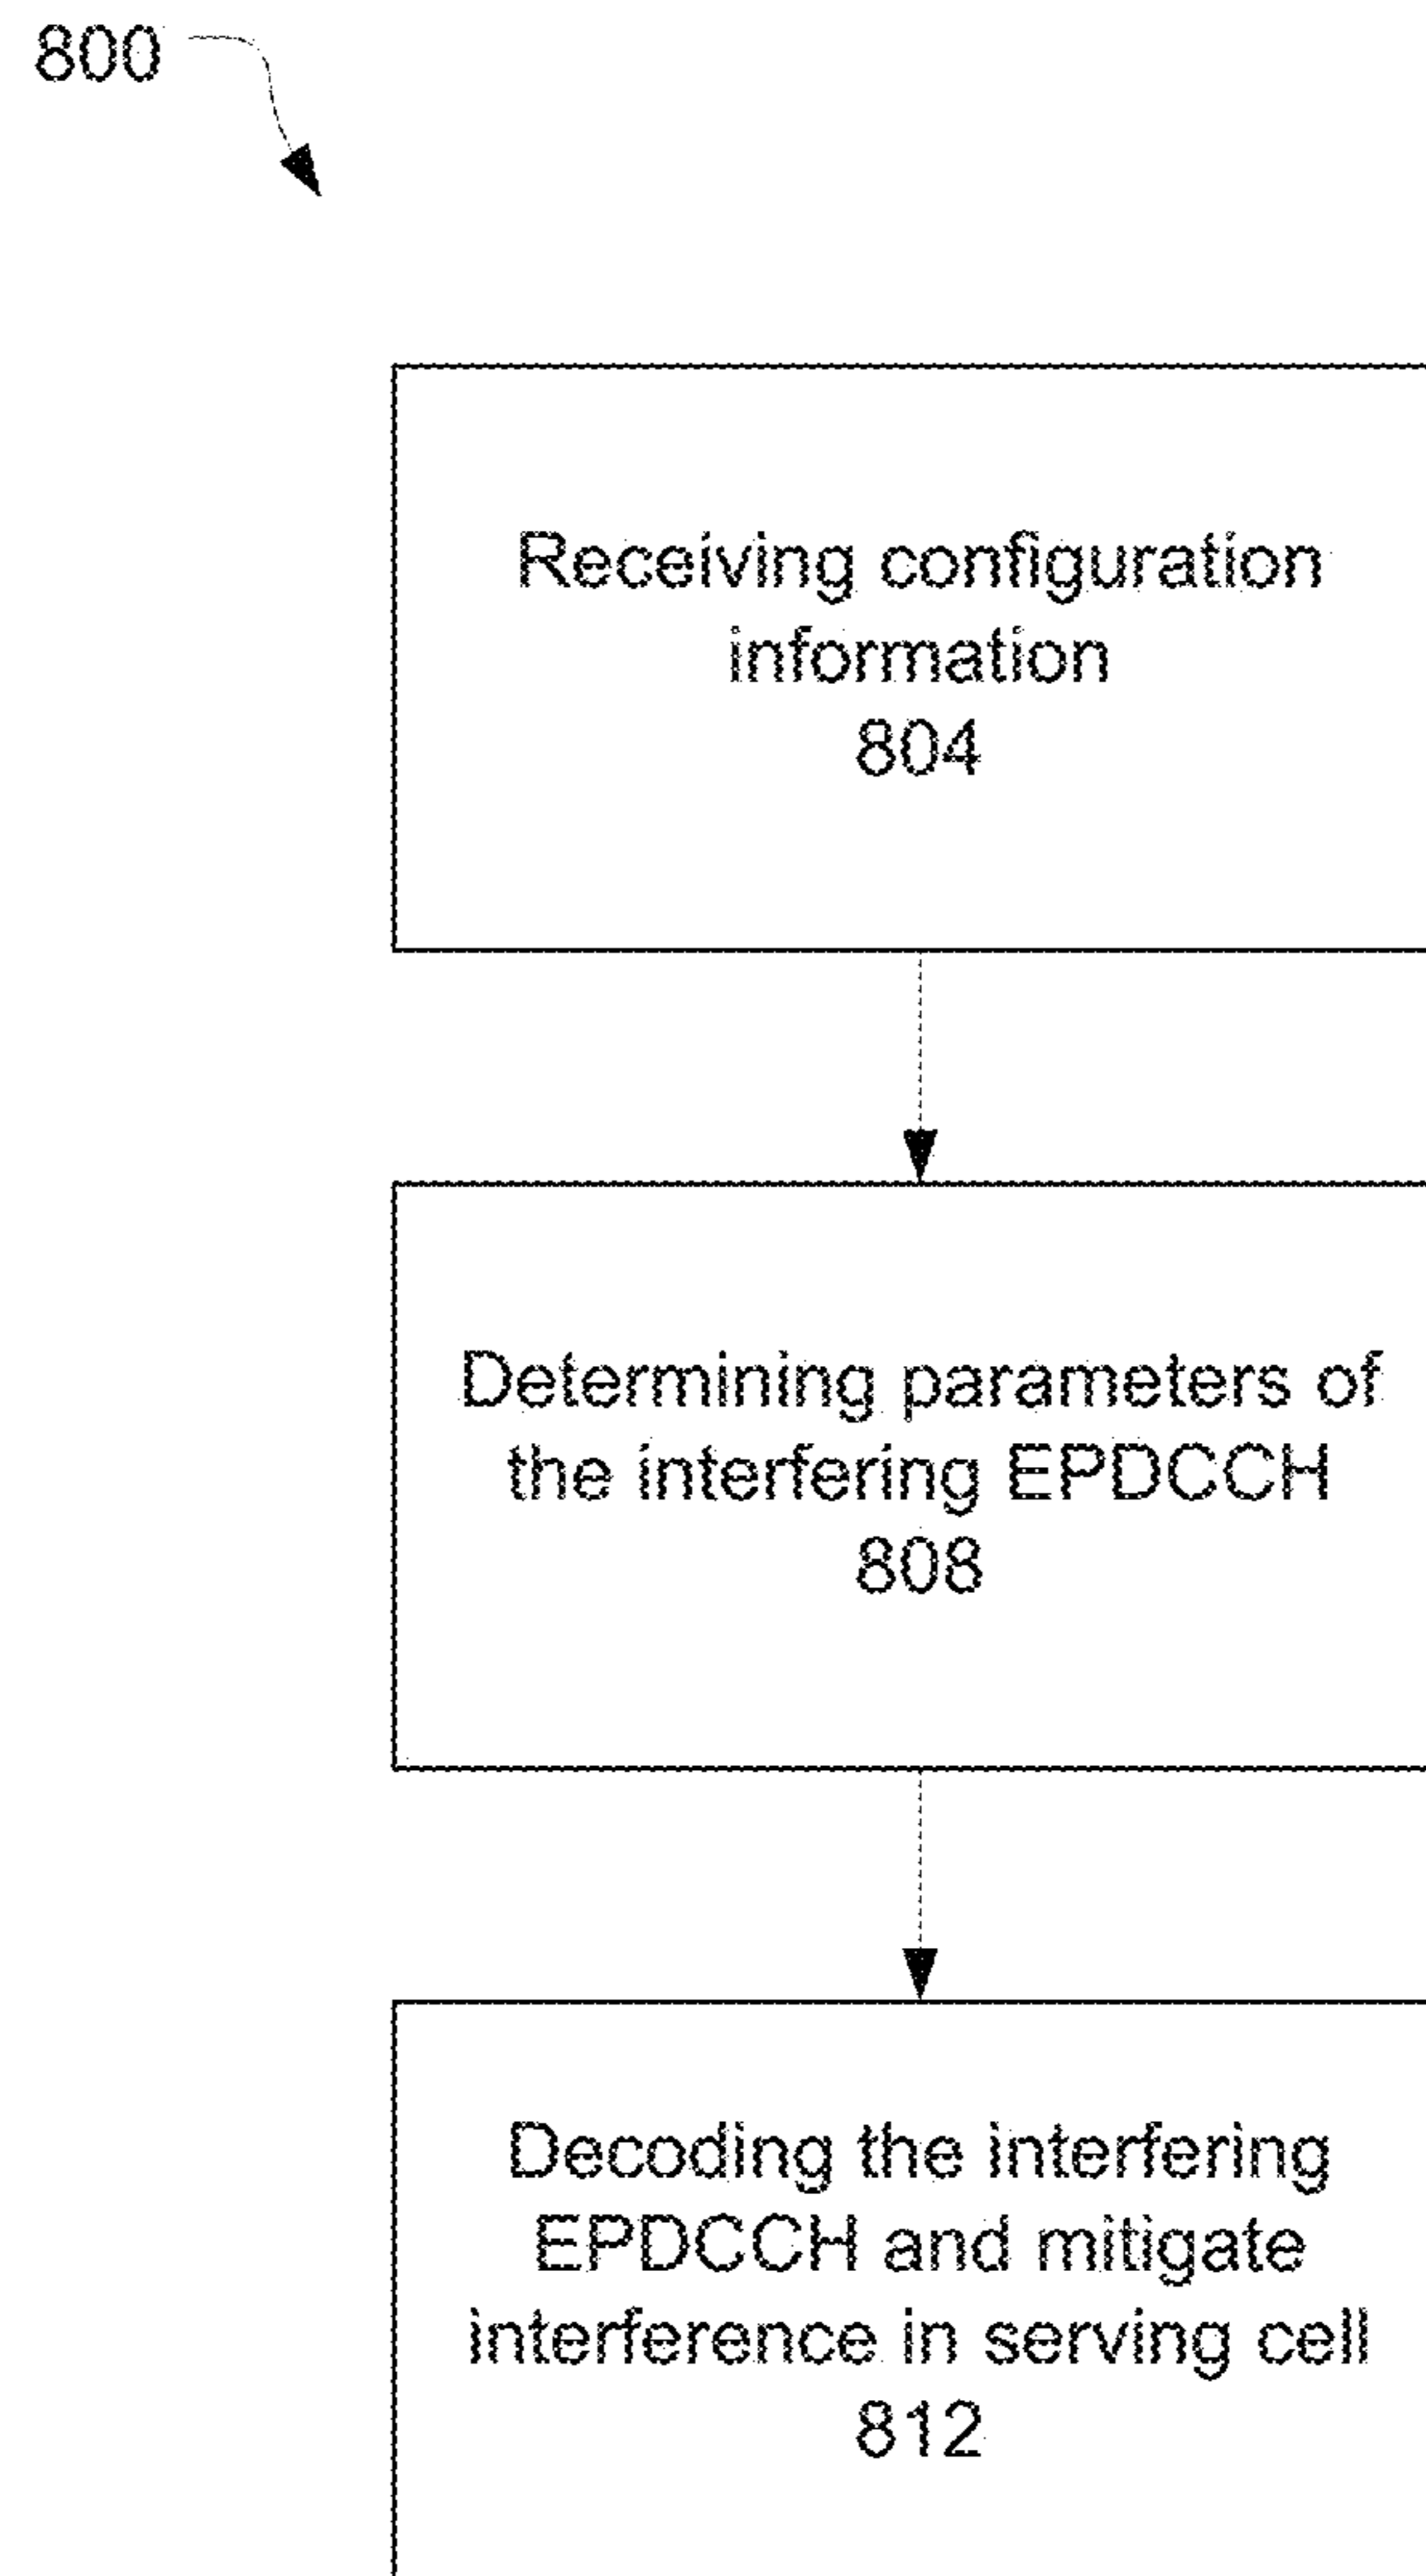 800
Receiving configuration
information
804
Determining parameters of
the interfering EPDCCH
808
Decoding the interfering
EPDCCH and mitigate
interference in serving cell
812